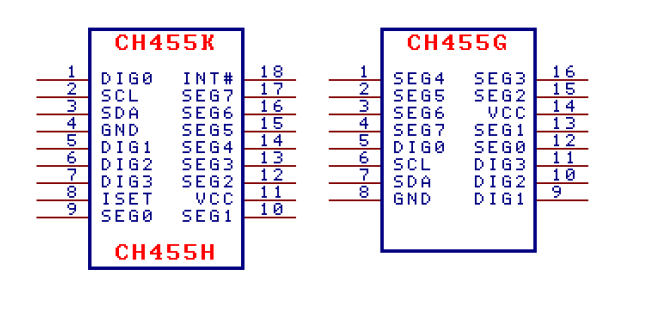 CH455K
1 DIG0 INT# 18
2 SCL SEG7 17
3 SDA SEG6 16
4 GND SEG5 15
5 DIG1 SEG4 14
6 DIG2 SEG3 13
7 DIG3 SEG2 12
8 ISET VCC 11
9 SEG0 SEG1 10
CH455H
CH455G
1 SEG4 SEG3 16
2 SEG5 SEG2 15
3 SEG6 VCC 14
4 SEG7 SEG1 13
5 DIG0 SEG0 12
6 SCL DIG3 11
7 SDA DIG2 10
8 GND DIG1 9